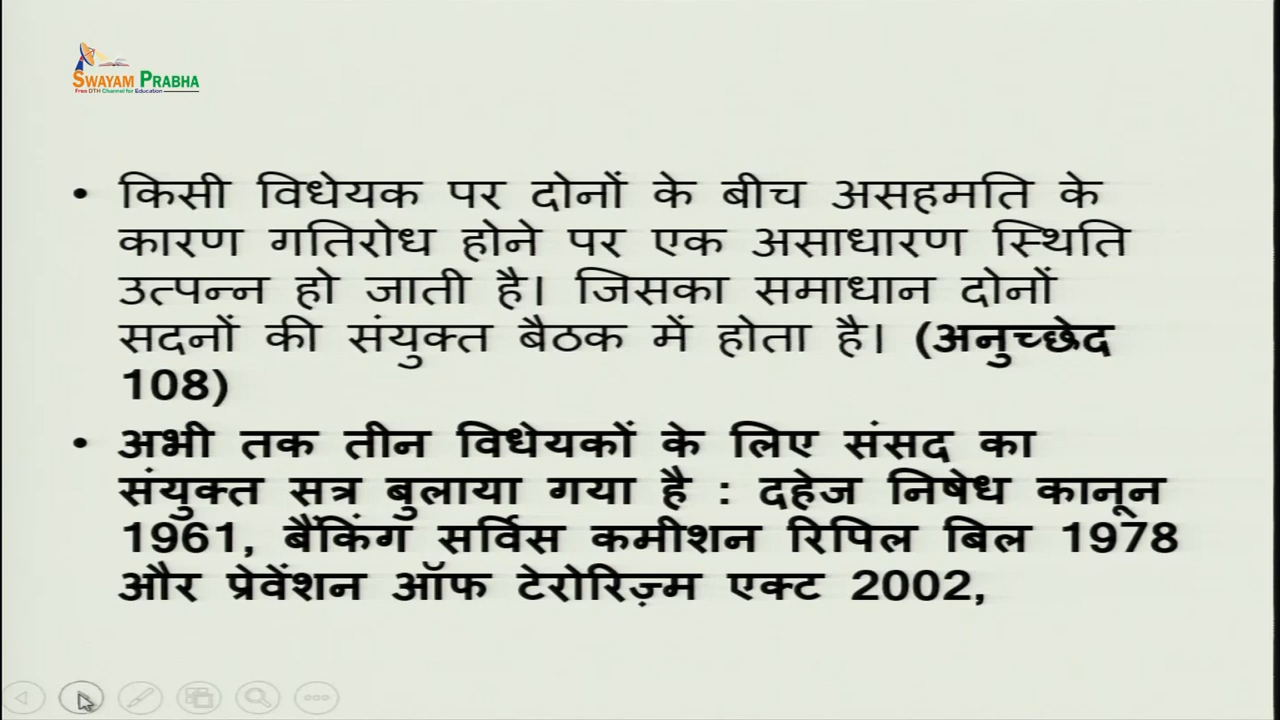 SWAYAM PRABHA
Free DTH Channel for Education
• किसी विधेयक पर दोनों के बीच असहमति के
कारण गतिरोध होने पर एक असाधारण स्थिति
उत्पन्न हो जाती है। जिसका समाधान दोनों
सदनों की संयुक्त बैठक में होता है। (अनुच्छेद
108)
• अभी तक तीन विधेयकों के लिए संसद का
संयुक्त सत्र बुलाया गया है : दहेज निषेध कानून
1961, बैंकिंग सर्विस कमीशन रिपिल बिल 1978
और प्रेवेंशन ऑफ टेरोरिज़्म एक्ट 2002,